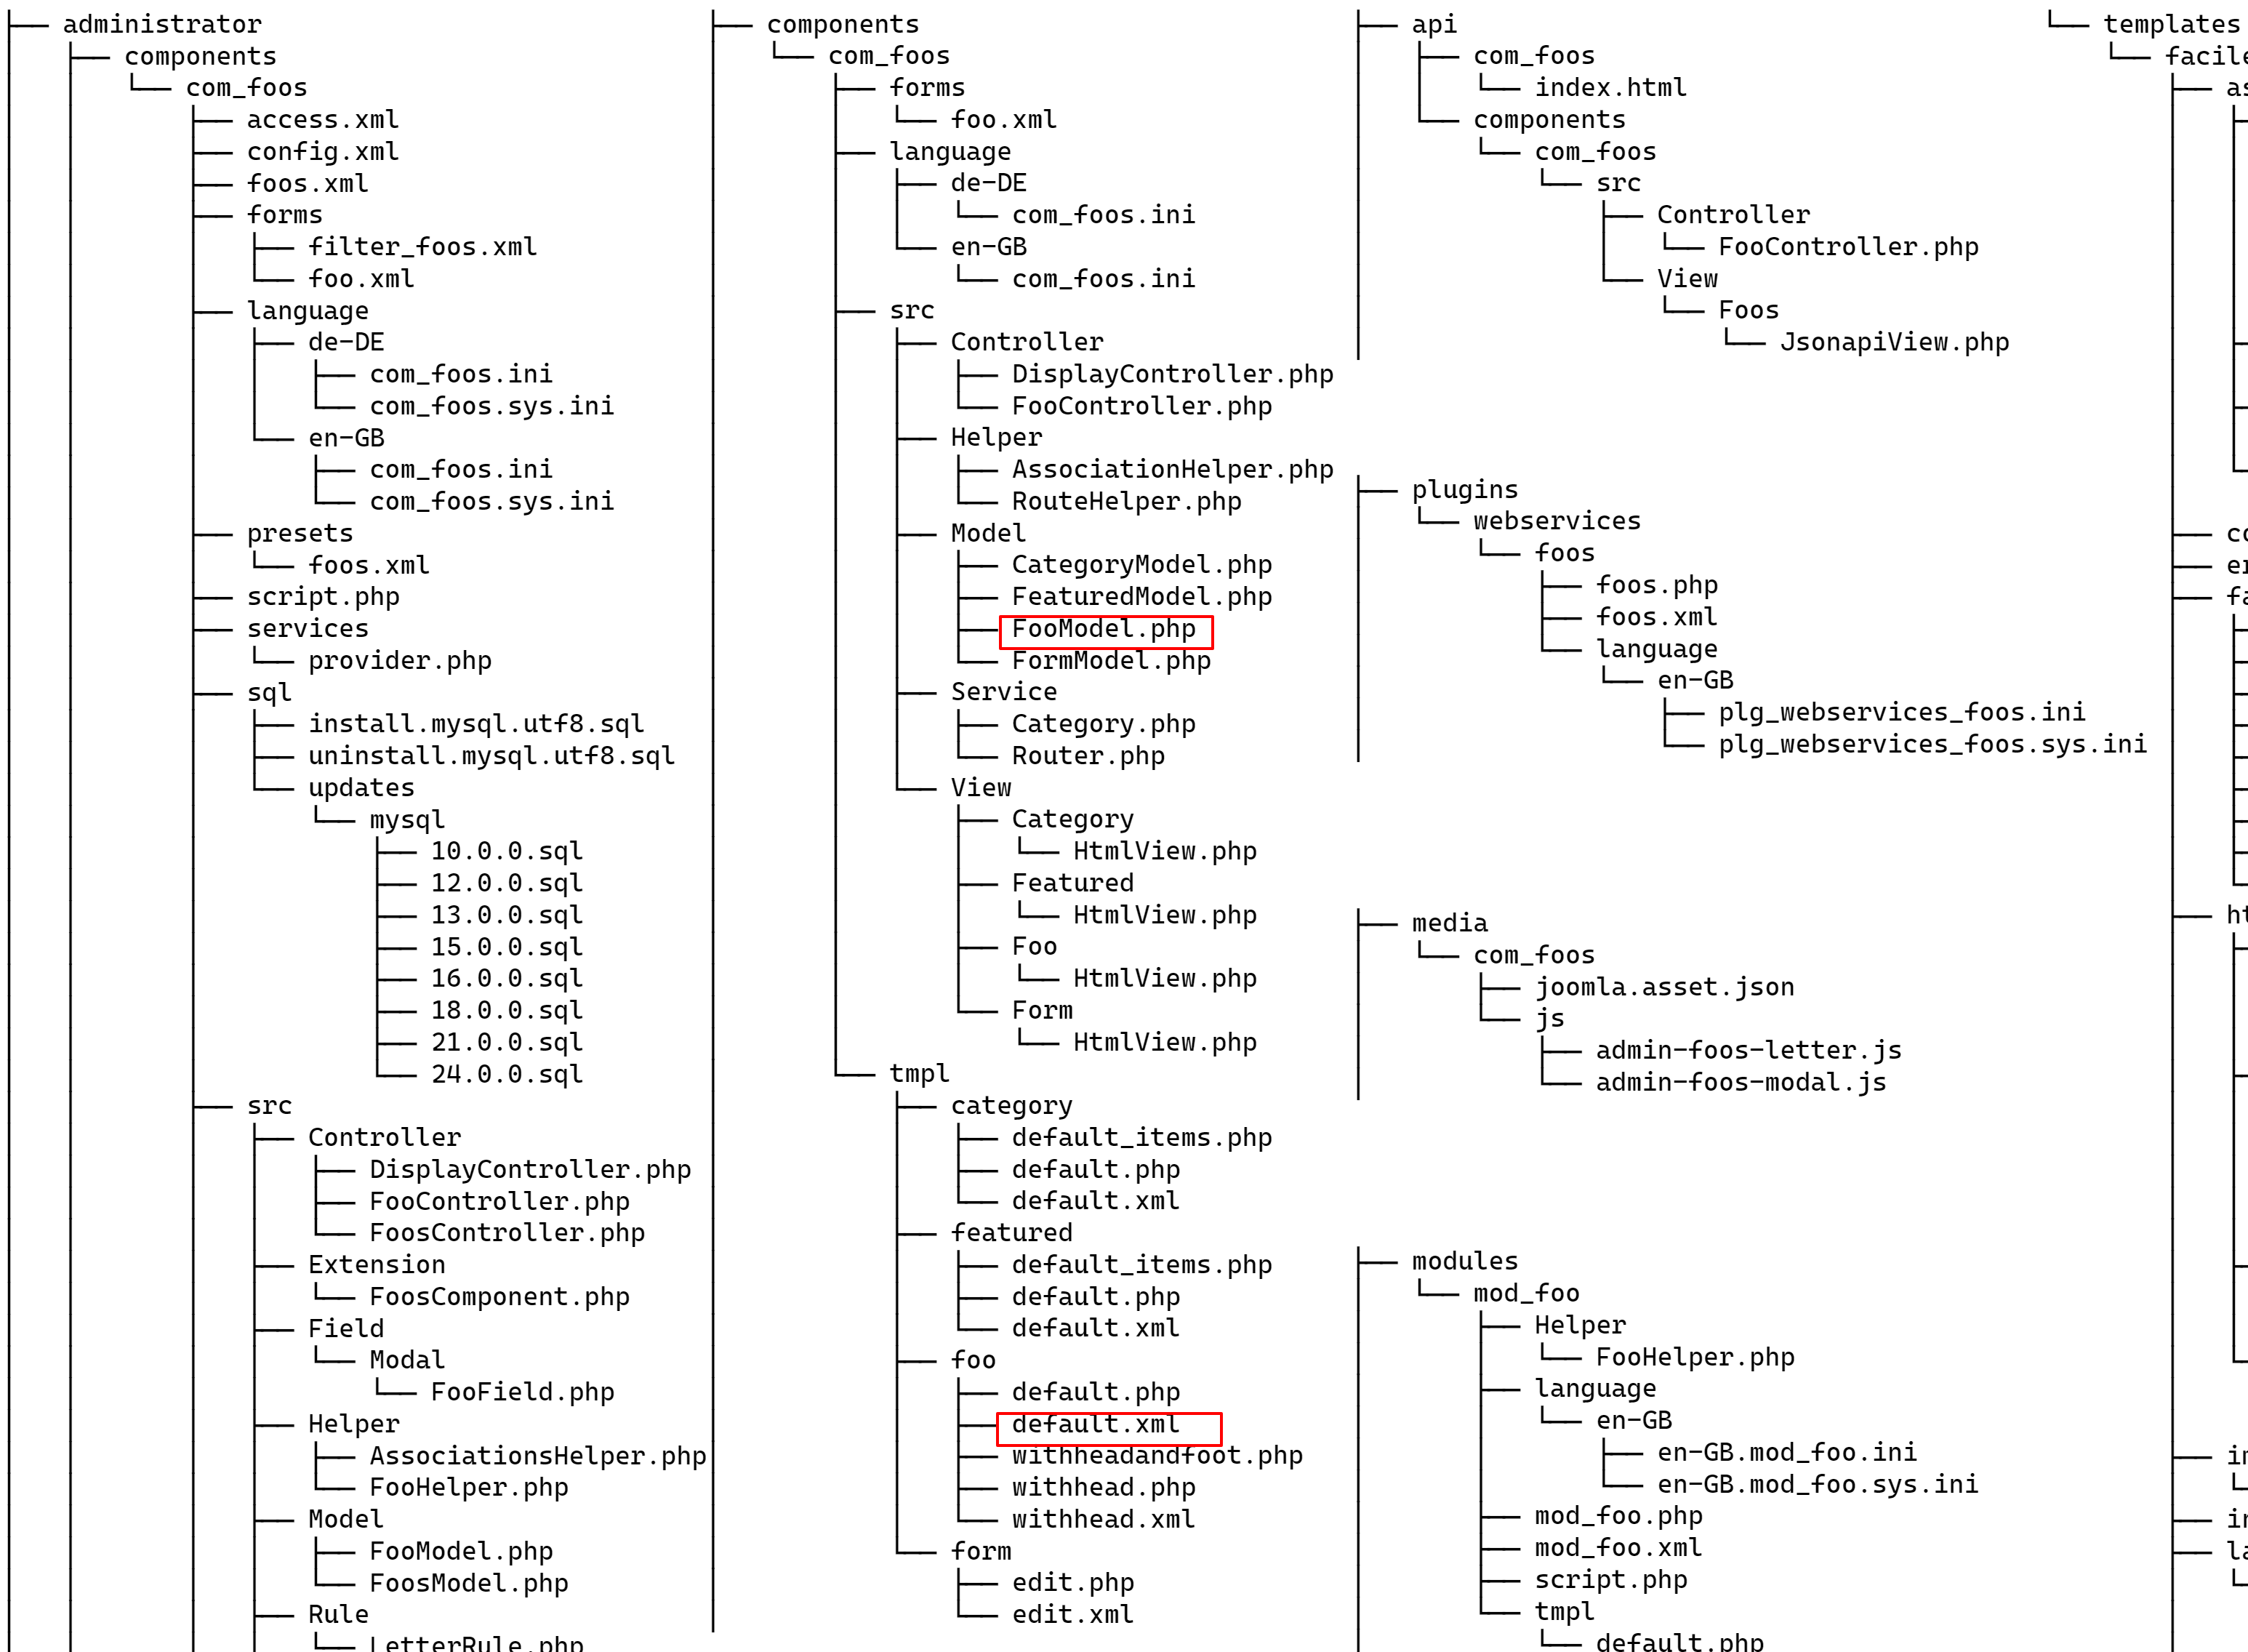 administrator
components
com_foos
access.xml
config.xml
foos.xml
forms
filter_foos.xml
foo.xml
language
de-DE
com_foos.ini
com_foos.sys.ini
en-GB
com_foos.ini
com_foos.sys.ini
presets
foos.xml
script.php
services
provider.php
sql
install.mysql.utf8.sql
uninstall.mysql.utf8.sql
updates
mysql
10.0.0.sql
12.0.0.sql
13.0.0.sql
15.0.0.sql
16.0.0.sql
18.0.0.sql
21.0.0.sql
24.0.0.sql
src
Controller
DisplayController.php
FooController.php
FoosController.php
Extension
FoosComponent.php
Field
Modal
FooField.php
Helper
AssociationsHelper.php
FooHelper.php
Model
FooModel.php
FoosModel.php
Rule
LetterRule.php
components
com_foos
forms
foo.xml
language
de-DE
com_foos.ini
en-GB
com_foos.ini
src
Controller
DisplayController.php
FooController.php
Helper
AssociationHelper.php
RouteHelper.php
Model
CategoryModel.php
FeaturedModel.php
FooModel.php
FormModel.php
Service
Category.php
Router.php
View
Category
HtmlView.php
Featured
HtmlView.php
Foo
HtmlView.php
Form
HtmlView.php
tmpl
category
default_items.php
default.php
default.xml
featured
default_items.php
default.php
default.xml
foo
default.php
default.xml
withheadandfoot.php
withhead.php
withhead.xml
form
edit.php
edit.xml
api
com_foos
index.html
components
com_foos
src
Controller
FooController.php
View
Foos
JsonapiView.php
plugins
webservices
foos
foos.php
foos.xml
language
en-GB
plg_webservices_foos.ini
plg_webservices_foos.sys.ini
media
com_foos
joomla.asset.json
js
admin-foos-letter.js
admin-foos-modal.js
modules
mod_foo
Helper
FooHelper.php
language
en-GB
en-GB.mod_foo.ini
en-GB.mod_foo.sys.ini
mod_foo.php
mod_foo.xml
script.php
tmpl
default.php
templates
facile